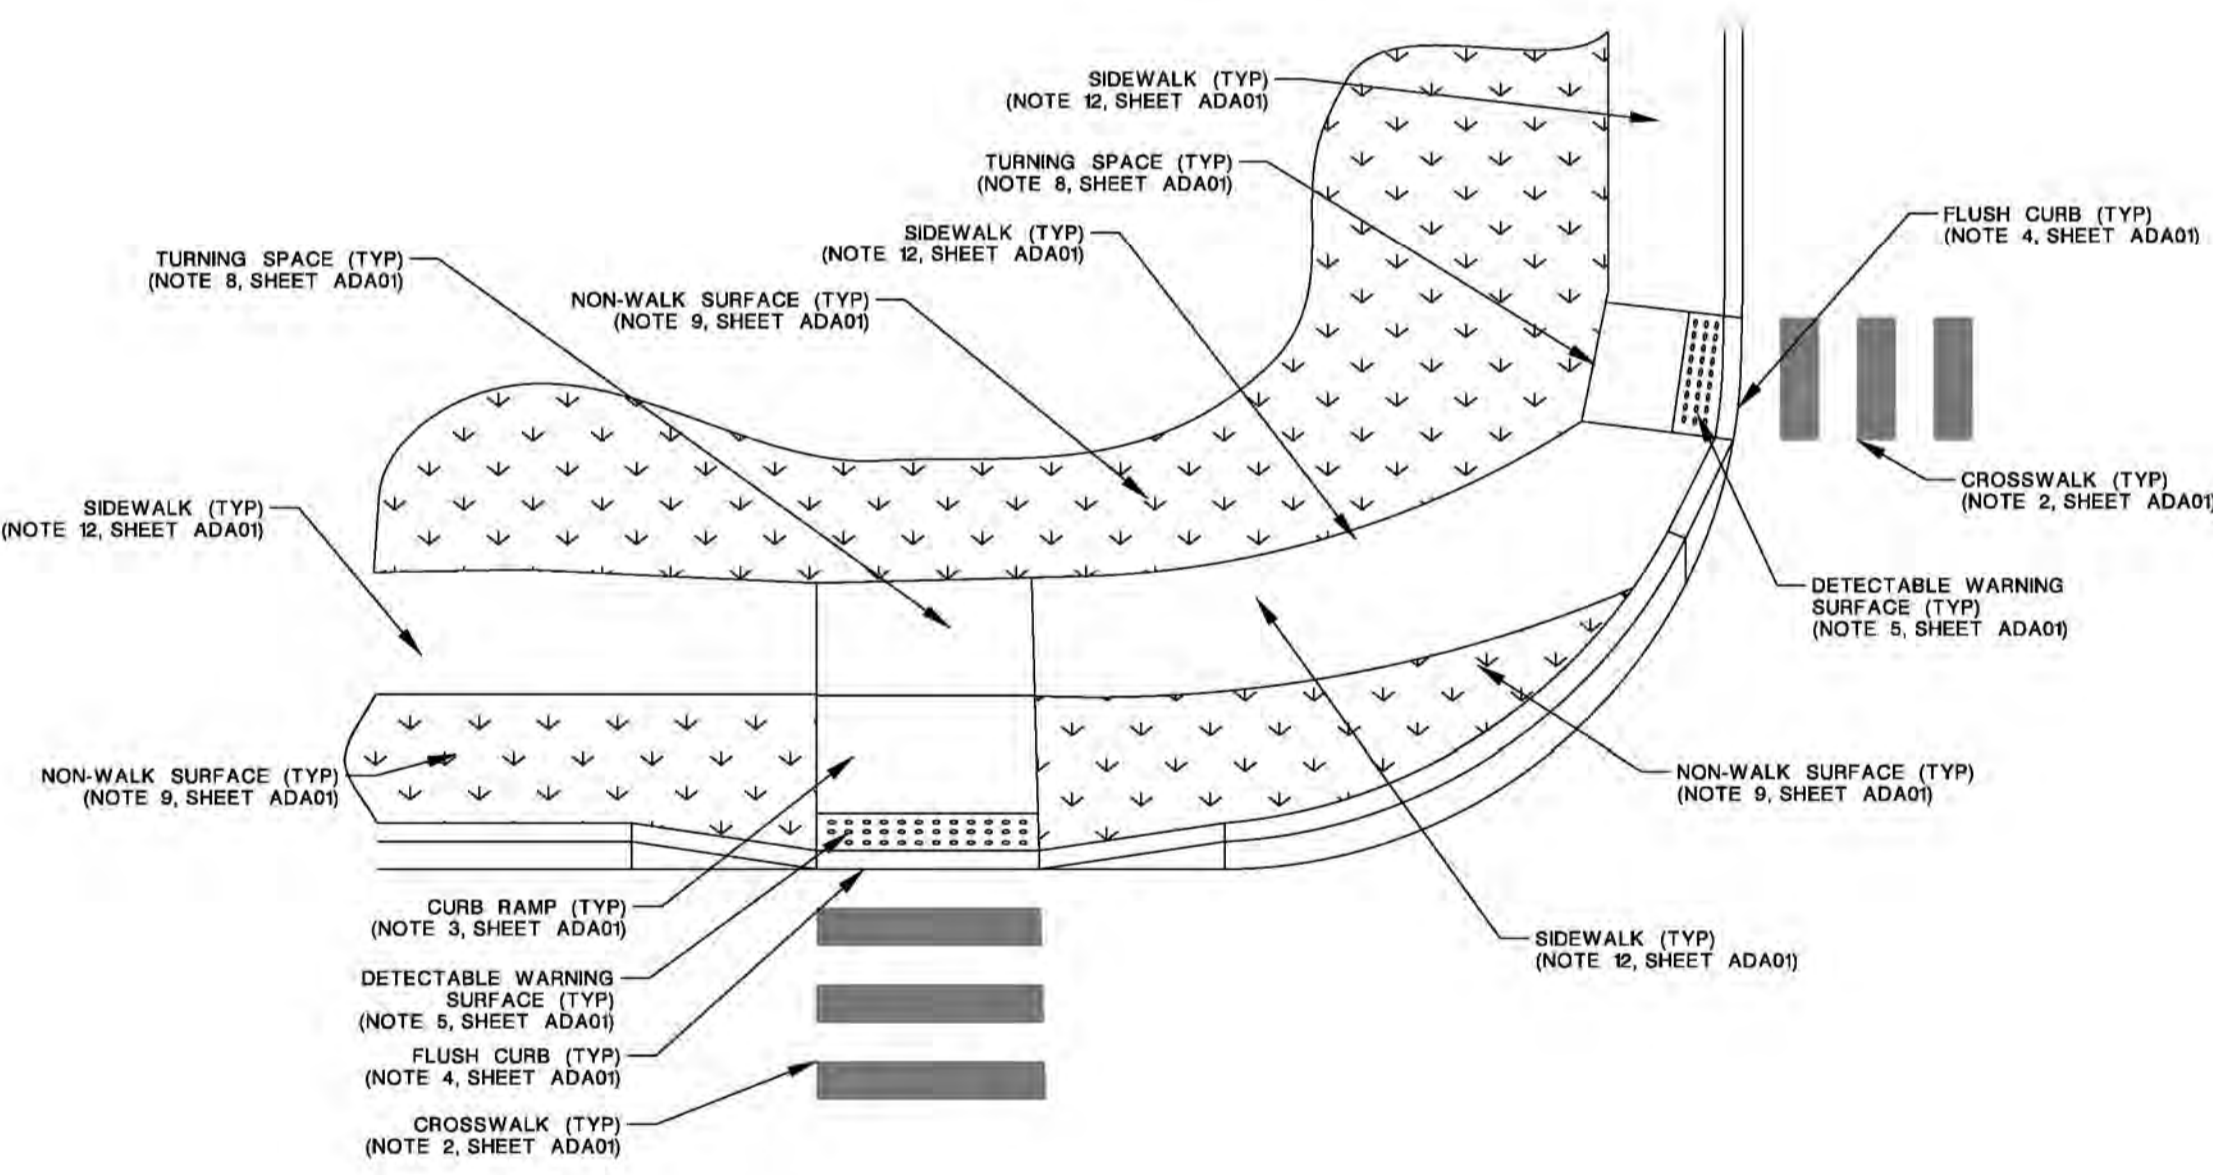 SIDEWALK (TYP)
(NOTE 12, SHEET ADA01)
TURNING SPACE (TYP)
(NOTE 8, SHEET ADA01)
SIDEWALK (TYP)
(NOTE 12, SHEET ADA01)
FLUSH CURB (TYP)
(NOTE 4, SHEET ADA01)
TURNING SPACE (TYP)
(NOTE 8, SHEET ADA01)
NON-WALK SURFACE (TYP)
(NOTE 9, SHEET ADA01)
SIDEWALK (TYP)
(NOTE 12, SHEET ADA01)
CROSSWALK (TYP)
(NOTE 2, SHEET ADA01)
DETECTABLE WARNING
SURFACE (TYP)
(NOTE 5, SHEET ADA01)
NON-WALK SURFACE (TYP)
(NOTE 9, SHEET ADA01)
NON-WALK SURFACE (TYP)
(NOTE 9, SHEET ADA01)
CURB RAMP (TYP)
(NOTE 3, SHEET ADA01)
SIDEWALK (TYP)
(NOTE 12, SHEET ADA01)
DETECTABLE WARNING
SURFACE (TYP)
(NOTE 5, SHEET ADA01)
FLUSH CURB (TYP)
(NOTE 4, SHEET ADA01)
CROSSWALK (TYP)
(NOTE 2, SHEET ADA01)